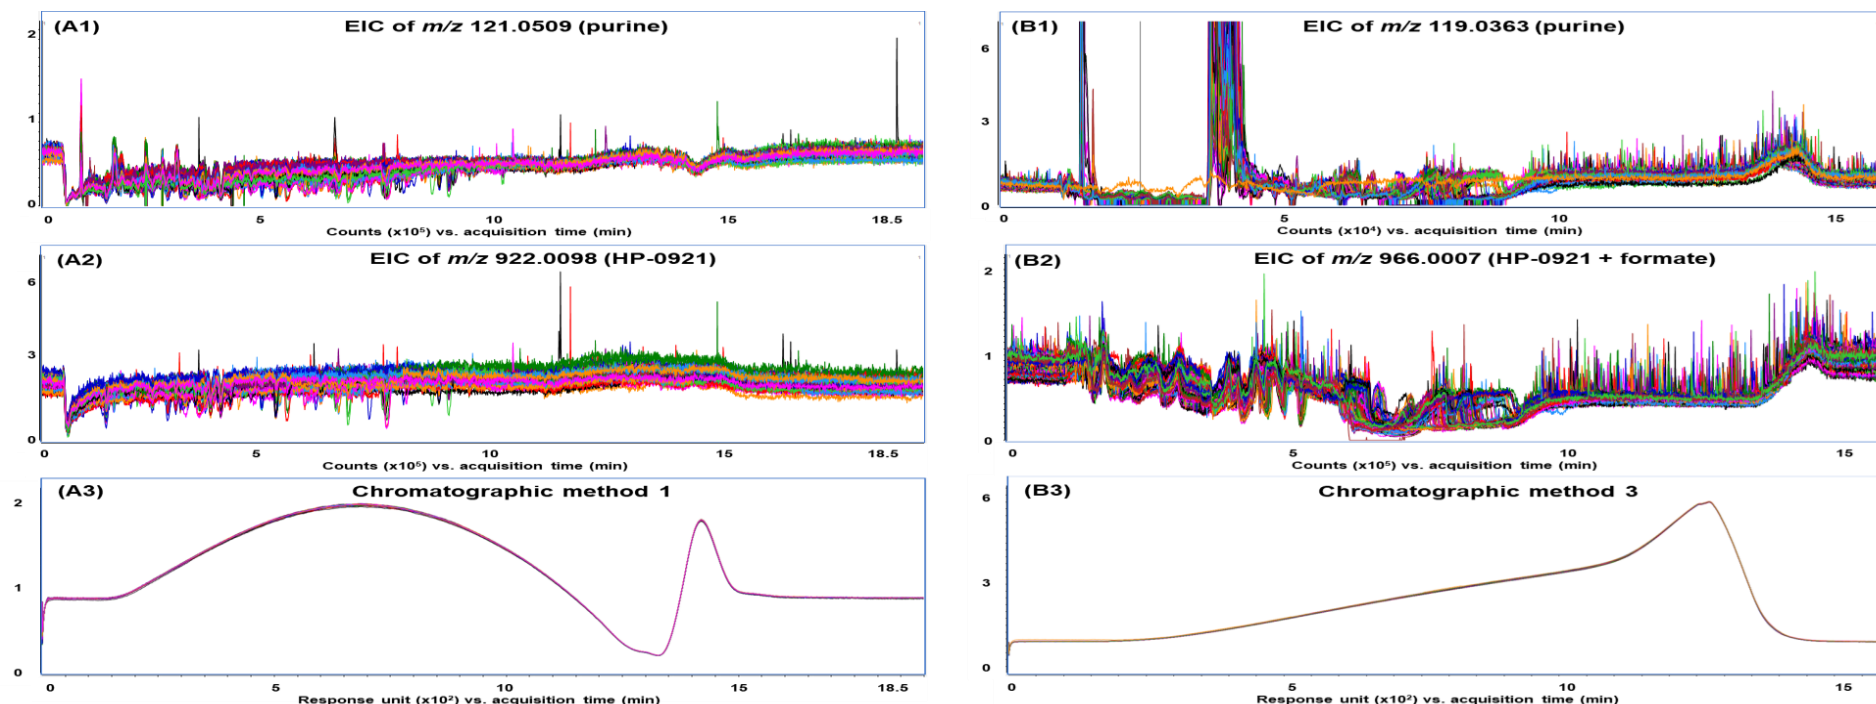 (A1) EIC of m/z 121.0509 (purine)
2
1
0
0 5 10 15 18.5
Counts (x10⁵) vs. acquisition time (min)
(B1) EIC of m/z 119.0363 (purine)
6
3
0
0 5 10 15
Counts (x10⁴) vs. acquisition time (min)
(A2) EIC of m/z 922.0098 (HP-0921)
6
3
0
0 5 10 15 18.5
Counts (x10⁵) vs. acquisition time (min)
(B2) EIC of m/z 966.0007 (HP-0921 + formate)
2
1
0
0 5 10 15
Counts (x10⁵) vs. acquisition time (min)
(A3) Chromatographic method 1
2
1
0
0 5 10 15 18.5
Response unit (x10²) vs. acquisition time (min)
(B3) Chromatographic method 3
6
3
0
0 5 10 15
Response unit (x10²) vs. acquisition time (min)